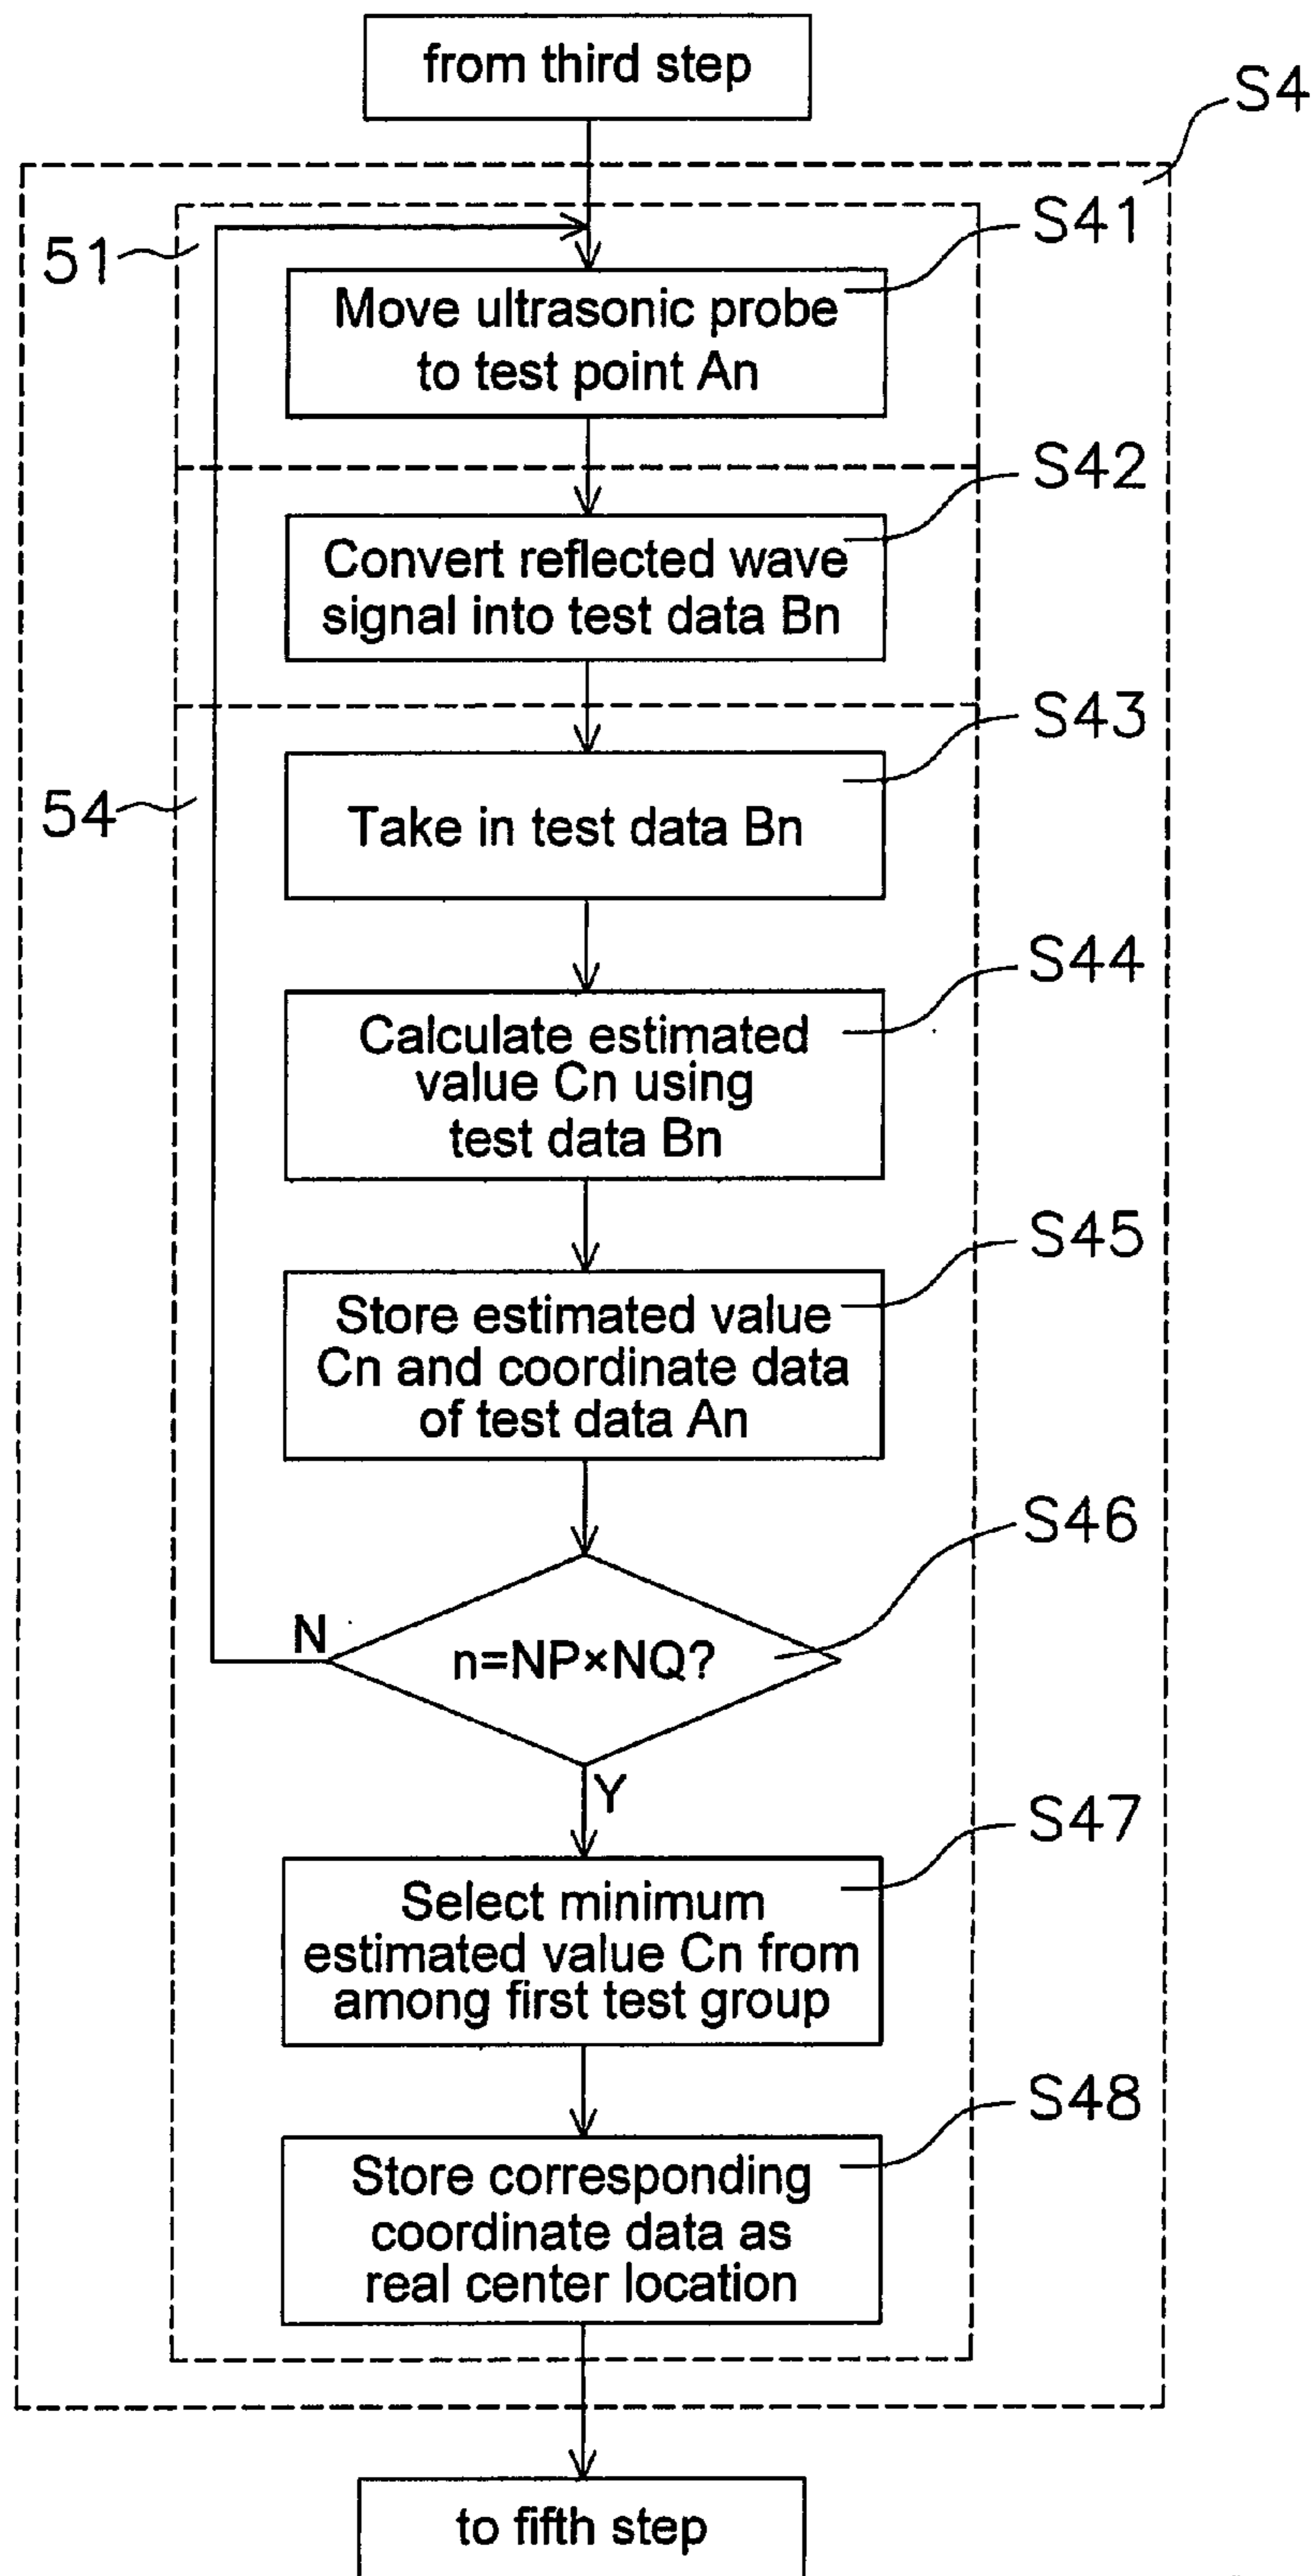 from third step
S4
51
S41
Move ultrasonic probe
to test point An
S42
Convert reflected wave
signal into test data Bn
S43
54
Take in test data Bn
S44
Calculate estimated
value Cn using
test data Bn
S45
Store estimated value
Cn and coordinate data
of test data An
S46
N
n=NP×NQ?
Y
S47
Select minimum
estimated value Cn from
among first test group
S48
Store corresponding
coordinate data as
real center location
to fifth step